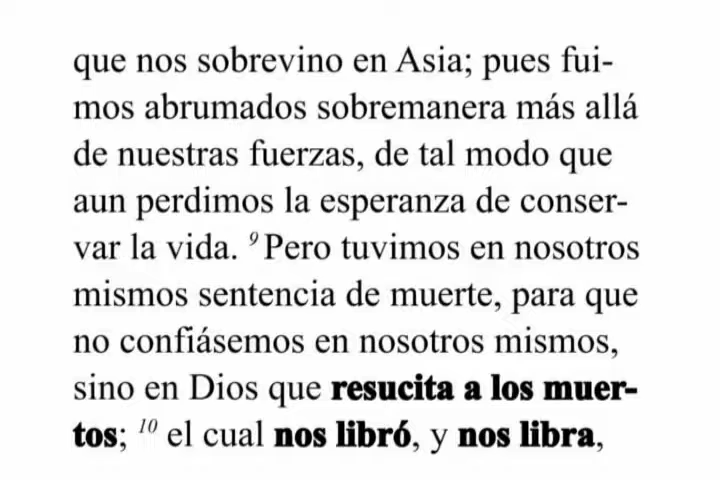 que nos sobrevino en Asia; pues fui-
mos abrumados sobremanera más allá
de nuestras fuerzas, de tal modo que
aun perdimos la esperanza de conser-
var la vida. 9 Pero tuvimos en nosotros
mismos sentencia de muerte, para que
no confiásemos en nosotros mismos,
sino en Dios que resucita a los muer-
tos; 10 el cual nos libró, y nos libra,